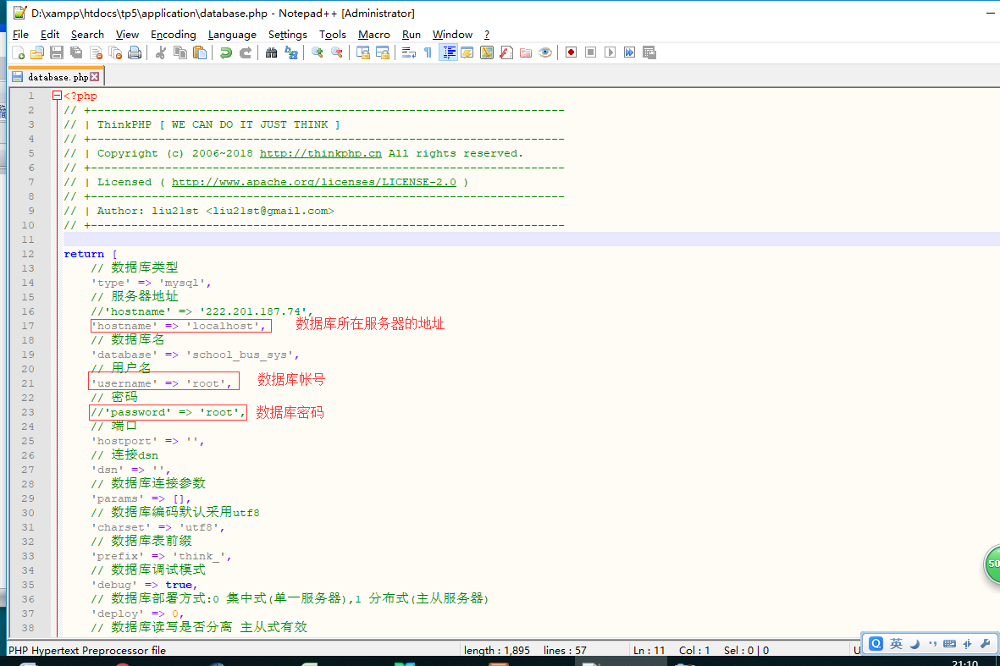 D:\xampp\htdocs\tp5\application\database.php - Notepad++ [Administrator]
File Edit Search View Encoding Language Settings Tools Macro Run Window ?
database.php
1 <?php
2 // +----------------------------------------------------------------------
3 // | ThinkPHP [ WE CAN DO IT JUST THINK ]
4 // +----------------------------------------------------------------------
5 // | Copyright (c) 2006~2018 http://thinkphp.cn All rights reserved.
6 // +----------------------------------------------------------------------
7 // | Licensed ( http://www.apache.org/licenses/LICENSE-2.0 )
8 // +----------------------------------------------------------------------
9 // | Author: liu21st <liu21st@gmail.com>
10 // +----------------------------------------------------------------------
11
12 return [
13 // 数据库类型
14 'type' => 'mysql',
15 // 服务器地址
16 //'hostname' => '222.201.187.74',
17 'hostname' => 'localhost', 数据库所在服务器的地址
18 // 数据库名
19 'database' => 'school_bus_sys',
20 // 用户名
21 'username' => 'root', 数据库帐号
22 // 密码
23 //'password' => 'root', 数据库密码
24 // 端口
25 'hostport' => '',
26 // 连接dsn
27 'dsn' => '',
28 // 数据库连接参数
29 'params' => [],
30 // 数据库编码默认采用utf8
31 'charset' => 'utf8',
32 // 数据库表前缀
33 'prefix' => 'think_',
34 // 数据库调试模式
35 'debug' => true,
36 // 数据库部署方式:0 集中式(单一服务器),1 分布式(主从服务器)
37 'deploy' => 0,
38 // 数据库读写是否分离 主从式有效
50
PHP Hypertext Preprocessor file length : 1,895 lines : 57 Ln : 11 Col : 1 Sel : 0 | 0
英
21:10